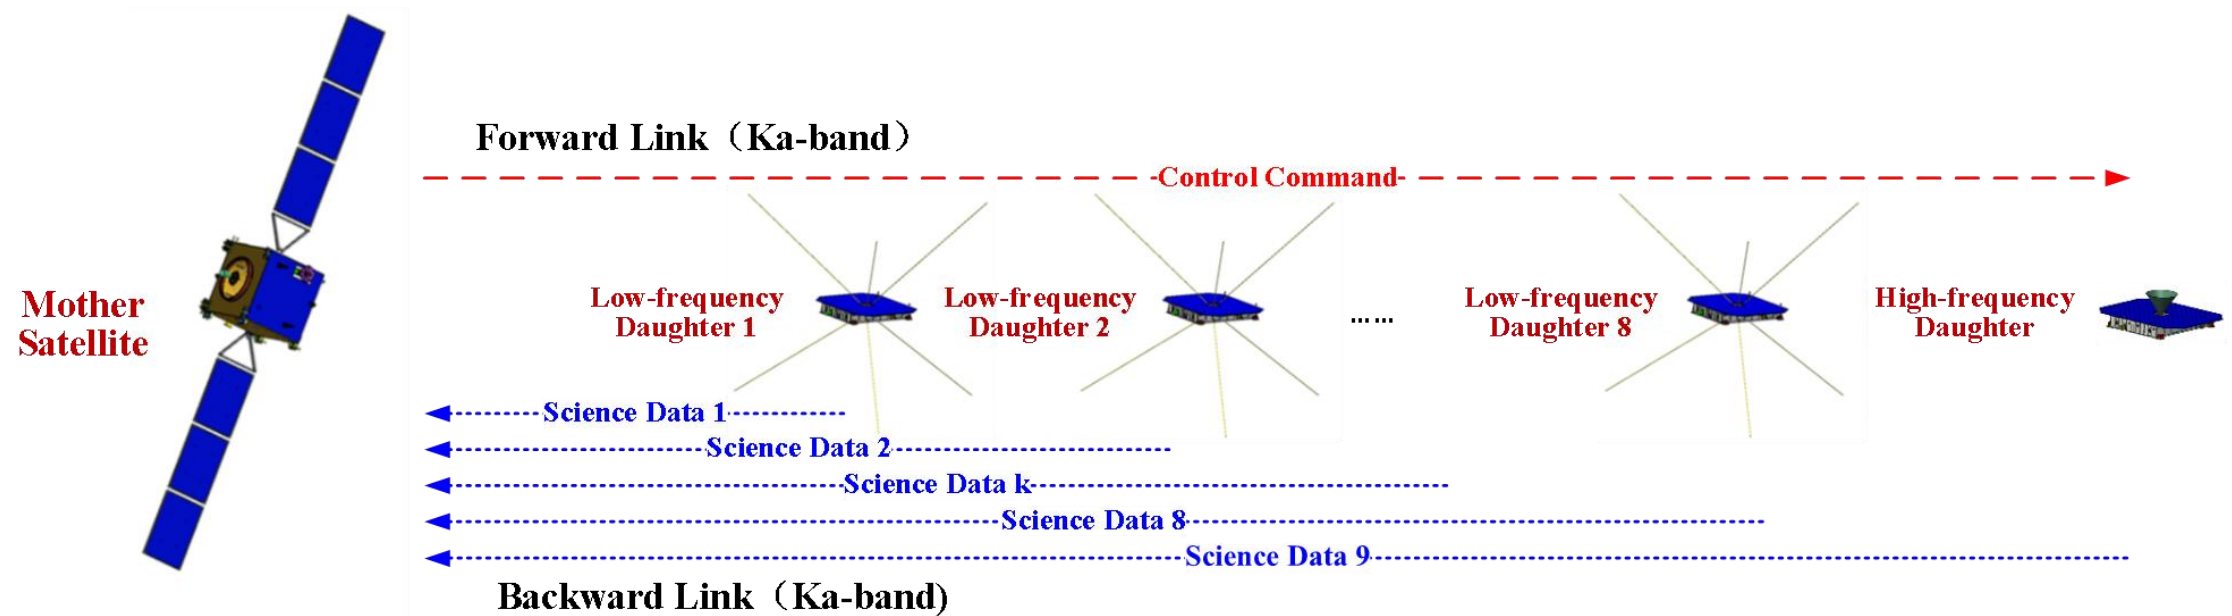 Forward Link（Ka-band）
Control Command
Mother
Satellite
Low-frequency
Daughter 1
Low-frequency
Daughter 2
……
Low-frequency
Daughter 8
High-frequency
Daughter
Science Data 1
Science Data 2
Science Data k
Science Data 8
Science Data 9
Backward Link（Ka-band)